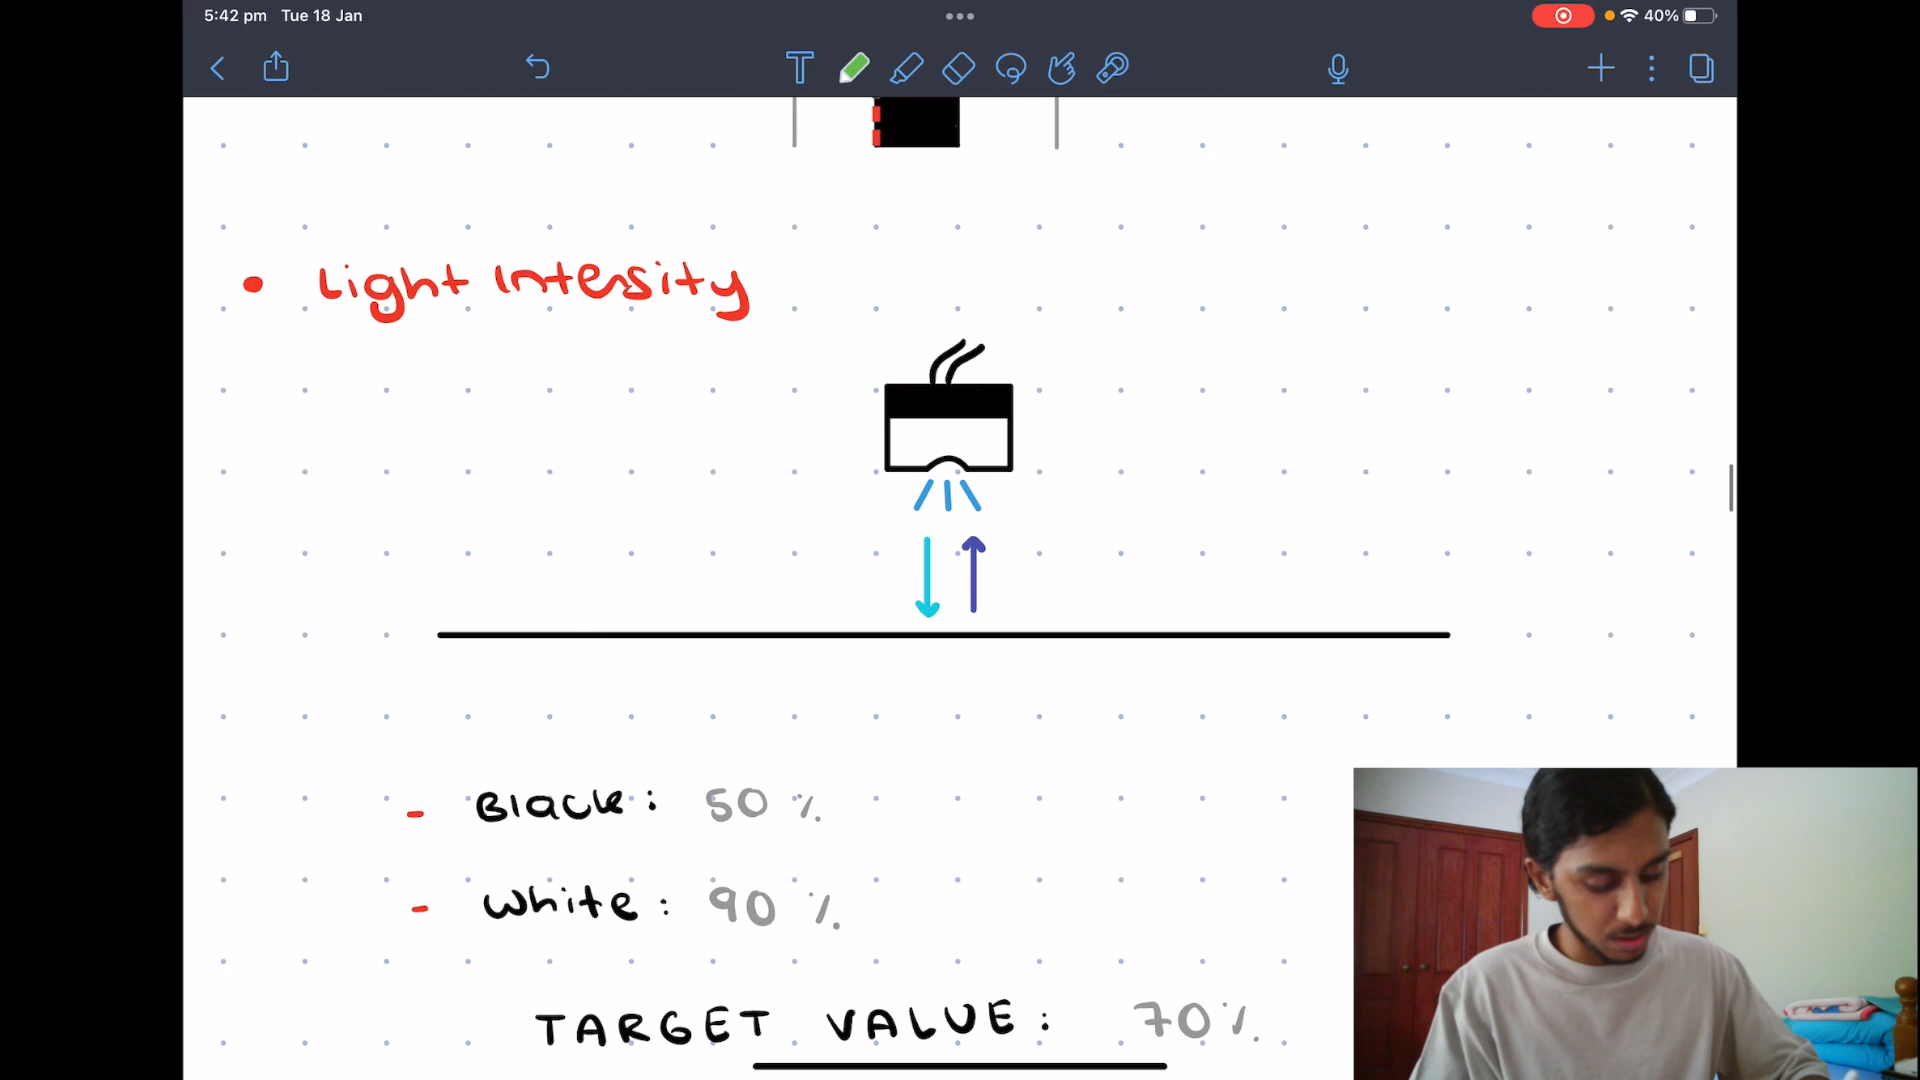 5:42 pm Tue 18 Jan
40%
T
• Light Intensity
- Black: 50 %
- White: 90 %
TARGET VALUE: 70 %